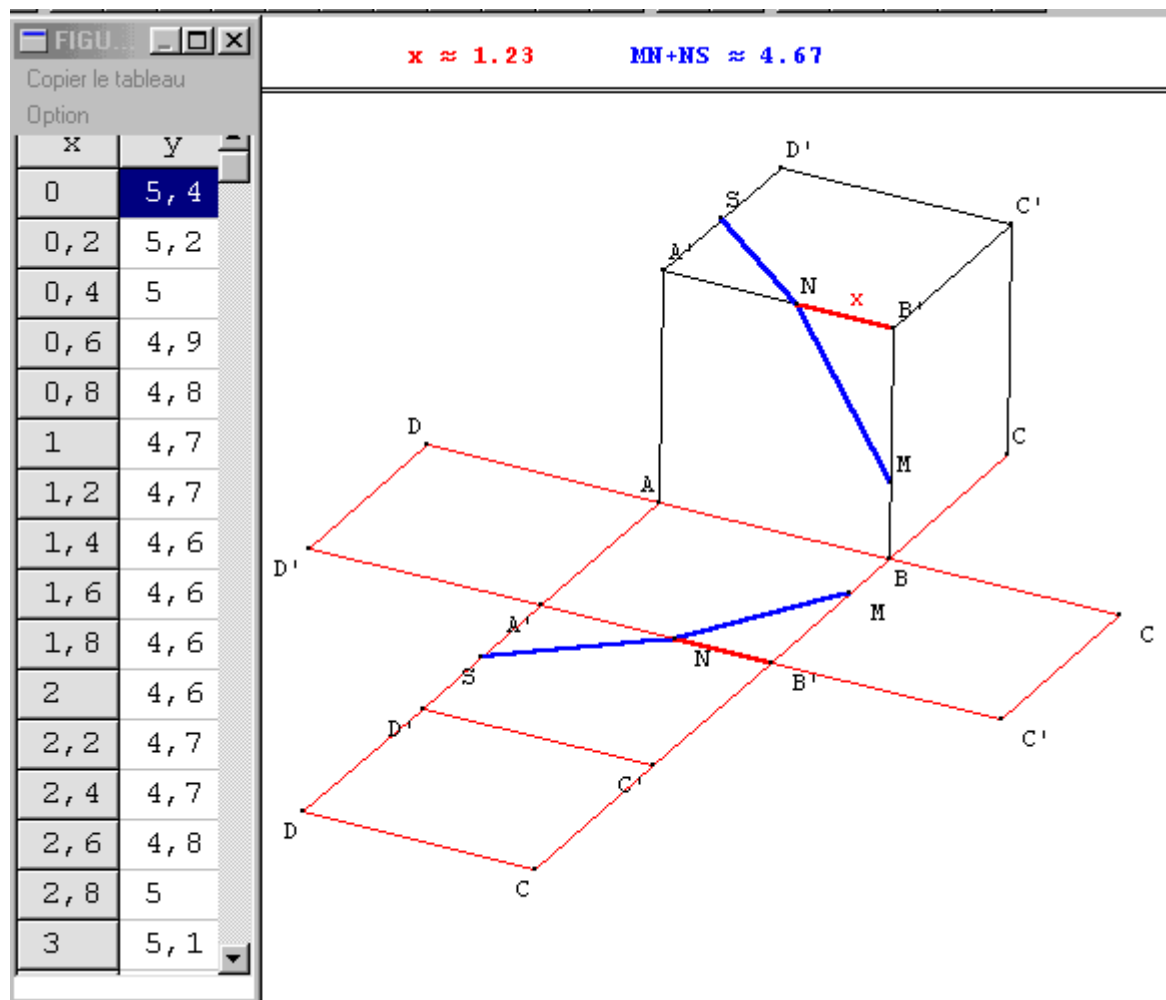 FIGU...
Copier le tableau
Option
x ≈ 1.23 MN+NS ≈ 4.67
x y
0 5,4
0,2 5,2
0,4 5
0,6 4,9
0,8 4,8
1 4,7
1,2 4,7
1,4 4,6
1,6 4,6
1,8 4,6
2 4,6
2,2 4,7
2,4 4,7
2,6 4,8
2,8 5
3 5,1
D'
S
C'
A'
N
x
B'
D
C
M
A
D'
B
A'
M
S
N
B'
C
D'
C'
C'
D
C